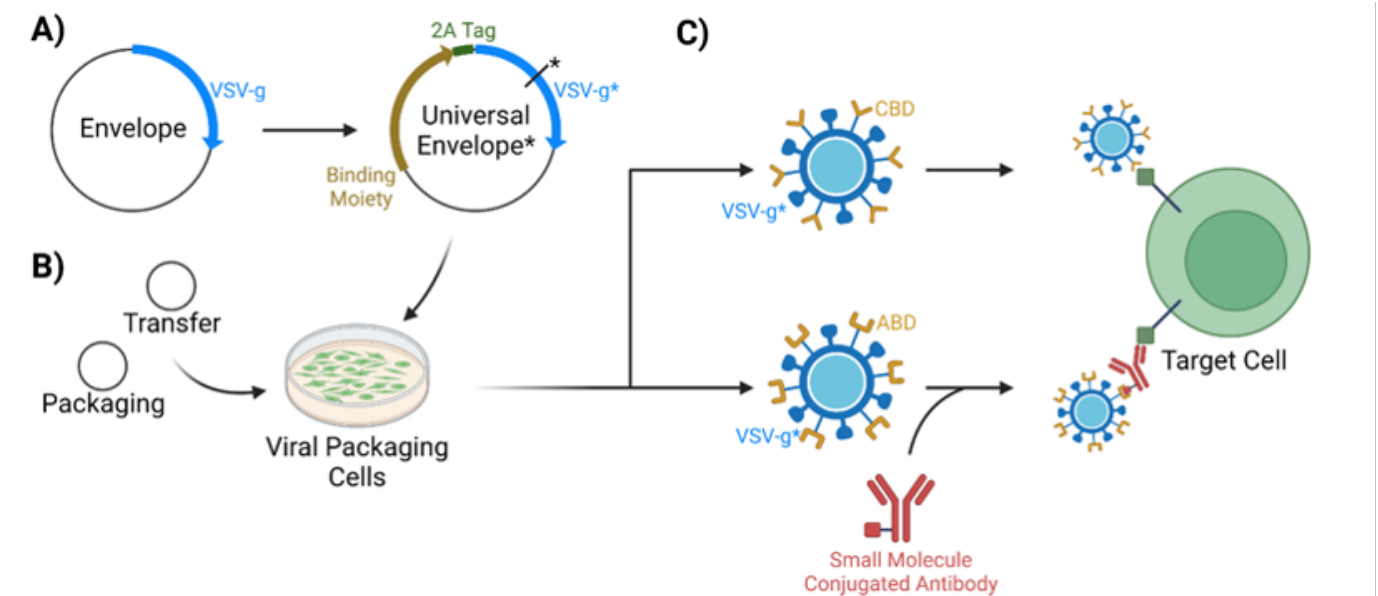 A)
VSV-g
Envelope
2A Tag
*
VSV-g*
Universal
Envelope*
Binding
Moiety
B)
Transfer
Packaging
Viral Packaging
Cells
C)
CBD
VSV-g*
ABD
VSV-g*
Target Cell
Small Molecule
Conjugated Antibody